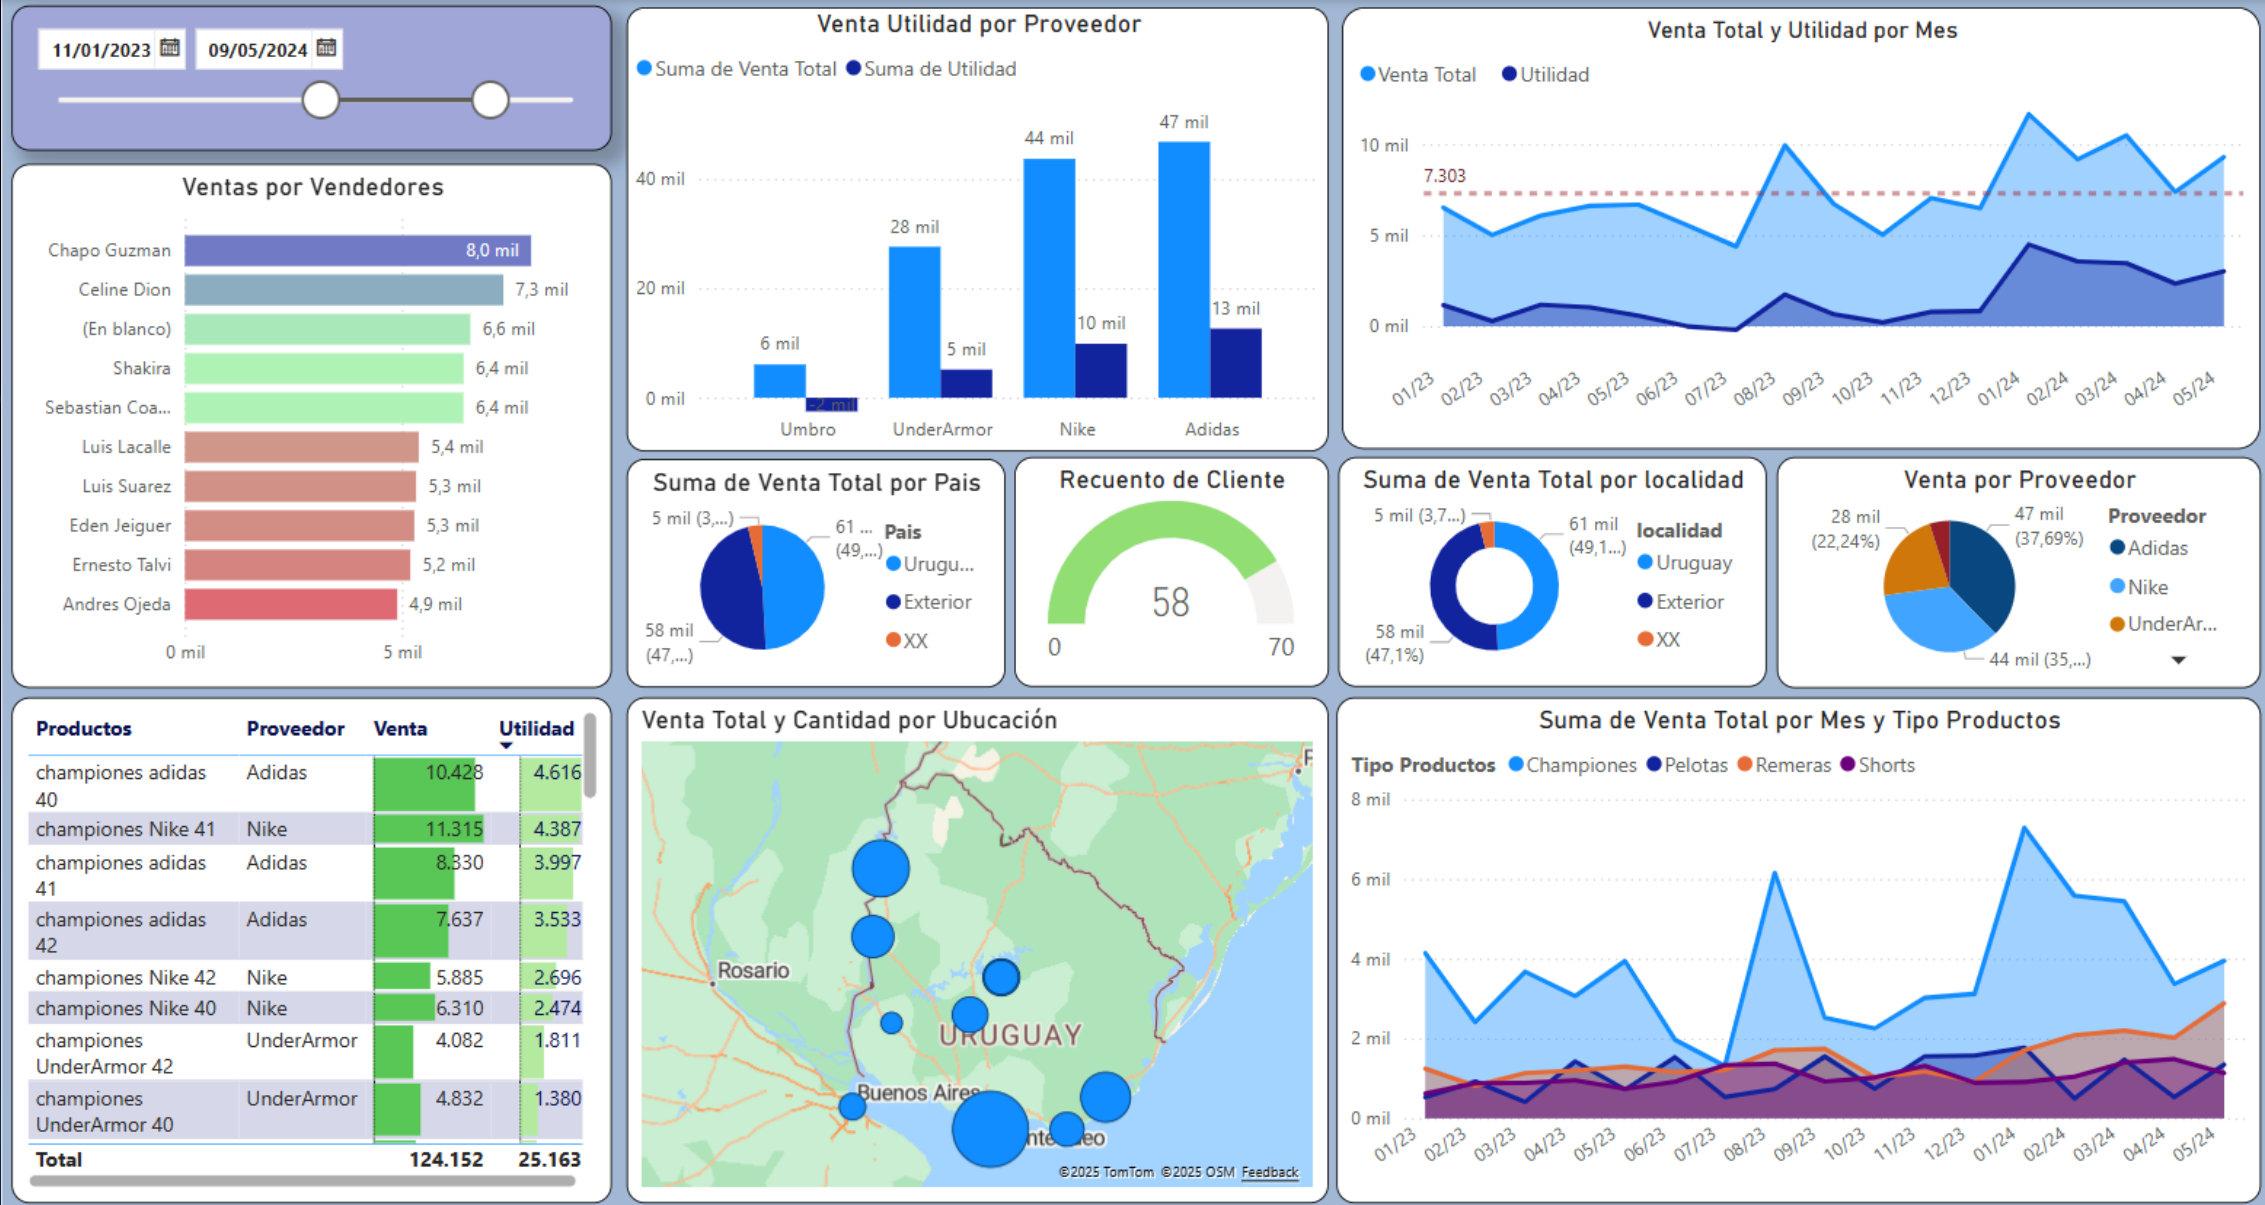 11/01/2023
09/05/2024
Ventas por Vendedores
Chapo Guzman 8,0 mil
Celine Dion 7,3 mil
(En blanco) 6,6 mil
Shakira 6,4 mil
Sebastian Coa... 6,4 mil
Luis Lacalle 5,4 mil
Luis Suarez 5,3 mil
Eden Jeiguer 5,3 mil
Ernesto Talvi 5,2 mil
Andres Ojeda 4,9 mil
0 mil 5 mil
Venta Utilidad por Proveedor
Suma de Venta Total Suma de Utilidad
40 mil
20 mil
0 mil
6 mil
-2 mil
28 mil
5 mil
44 mil
10 mil
47 mil
13 mil
Umbro UnderArmor Nike Adidas
Venta Total y Utilidad por Mes
Venta Total Utilidad
10 mil
7.303
5 mil
0 mil
01/23 02/23 03/23 04/23 05/23 06/23 07/23 08/23 09/23 10/23 11/23 12/23 01/24 02/24 03/24 04/24 05/24
Suma de Venta Total por Pais
5 mil (3,...)
61 ...
(49,...)
58 mil
(47,...)
Pais
Urugu...
Exterior
XX
Recuento de Cliente
58
0 70
Suma de Venta Total por localidad
5 mil (3,7...)
61 mil
(49,1...)
58 mil
(47,1%)
localidad
Uruguay
Exterior
XX
Venta por Proveedor
28 mil
(22,24%)
47 mil
(37,69%)
44 mil (35,...)
Proveedor
Adidas
Nike
UnderAr...
Productos Proveedor Venta Utilidad
championes adidas
40 Adidas 10.428 4.616
championes Nike 41 Nike 11.315 4.387
championes adidas
41 Adidas 8.330 3.997
championes adidas
42 Adidas 7.637 3.533
championes Nike 42 Nike 5.885 2.696
championes Nike 40 Nike 6.310 2.474
championes
UnderArmor 42 UnderArmor 4.082 1.811
championes
UnderArmor 40 UnderArmor 4.832 1.380
Total 124.152 25.163
Venta Total y Cantidad por Ubucación
Rosario
URUGUAY
Buenos Aires
©2025 TomTom ©2025 OSM Feedback
Suma de Venta Total por Mes y Tipo Productos
Tipo Productos Championes Pelotas Remeras Shorts
8 mil
6 mil
4 mil
2 mil
0 mil
01/23 02/23 03/23 04/23 05/23 06/23 07/23 08/23 09/23 10/23 11/23 12/23 01/24 02/24 03/24 04/24 05/24